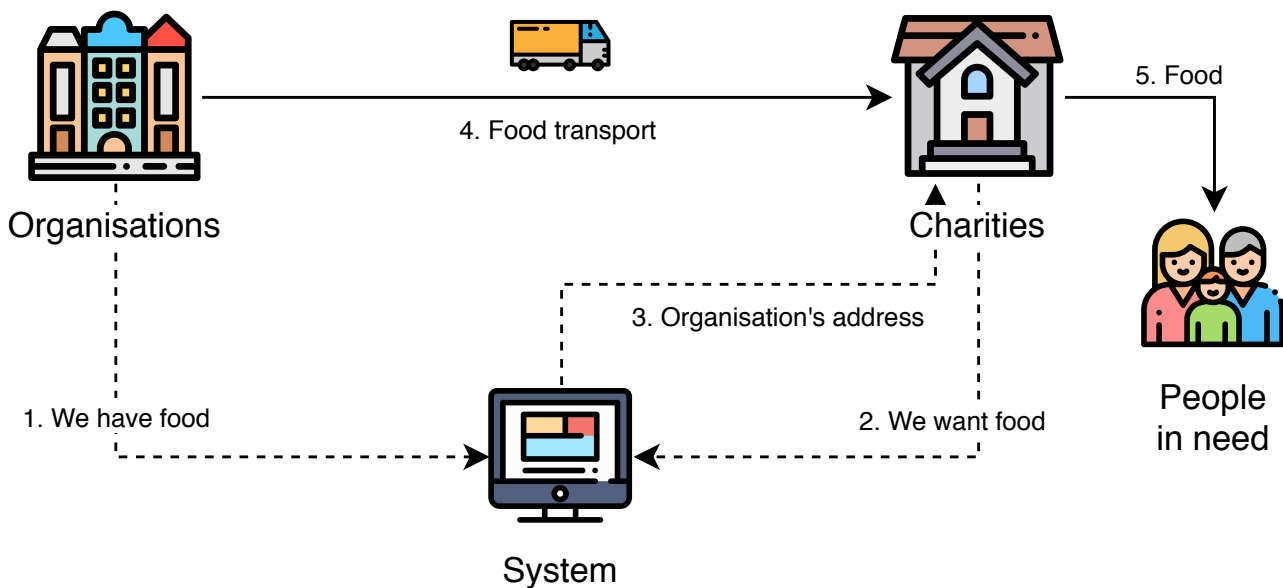 5. Food
4. Food transport
Organisations
Charities
3. Organisation's address
1. We have food
2. We want food
People
in need
System